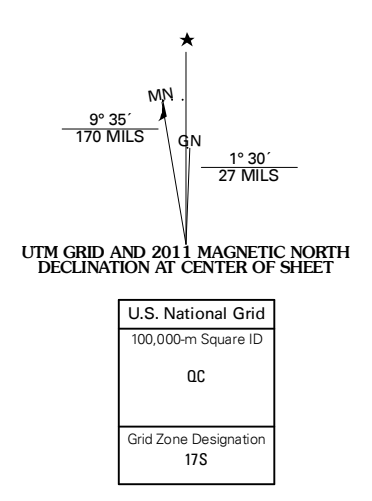 ★
MN
9° 35´
170 MILS
GN
1° 30´
27 MILS
UTM GRID AND 2011 MAGNETIC NORTH
DECLINATION AT CENTER OF SHEET
U.S. National Grid
100,000-m Square ID
QC
Grid Zone Designation
17S